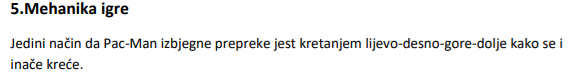 5.Mehanika igre
Jedini način da Pac-Man izbjegne prepreke jest kretanjem lijevo-desno-gore-dolje kako se i
inače kreće.